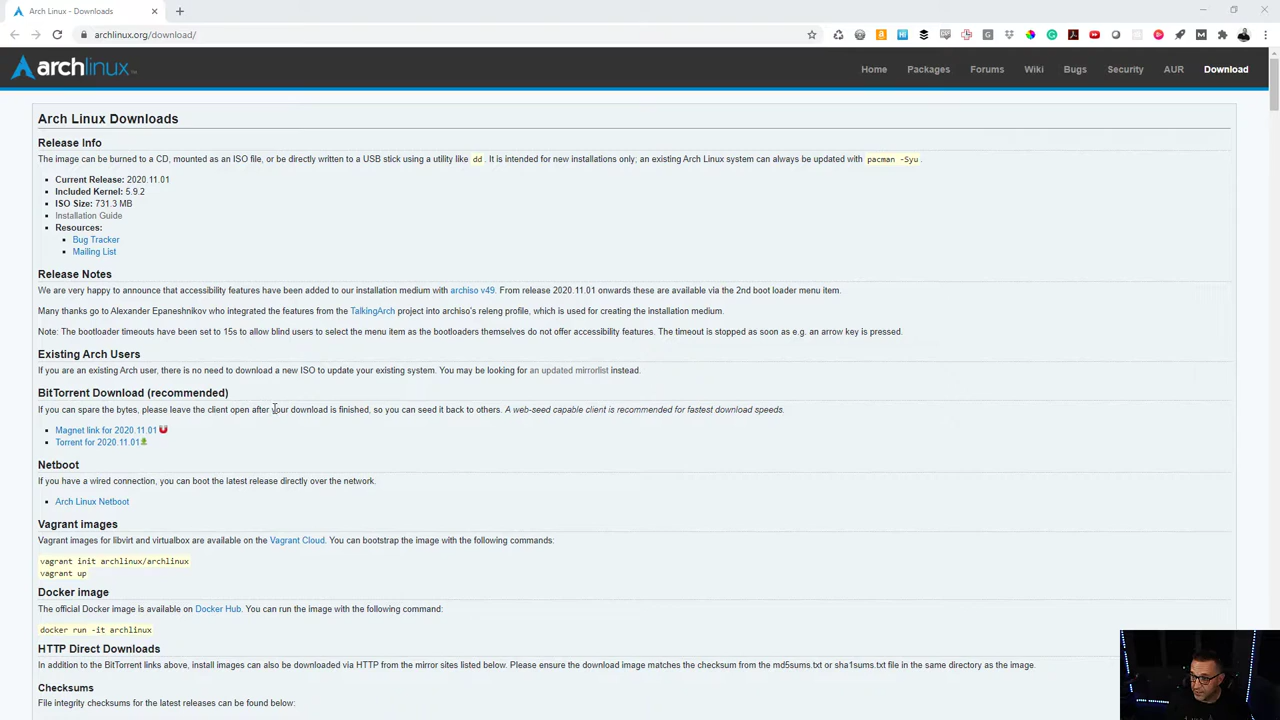 Arch Linux - Downloads
archlinux.org/download/
archlinux
Home Packages Forums Wiki Bugs Security AUR Download
Arch Linux Downloads
Release Info
The image can be burned to a CD, mounted as an ISO file, or be directly written to a USB stick using a utility like dd. It is intended for new installations only; an existing Arch Linux system can always be updated with pacman -Syu.
Current Release: 2020.11.01
Included Kernel: 5.9.2
ISO Size: 731.3 MB
Installation Guide
Resources:
Bug Tracker
Mailing List
Release Notes
We are very happy to announce that accessibility features have been added to our installation medium with archiso v49. From release 2020.11.01 onwards these are available via the 2nd boot loader menu item.
Many thanks go to Alexander Epaneshnikov who integrated the features from the TalkingArch project into archiso's releng profile, which is used for creating the installation medium.
Note: The bootloader timeouts have been set to 15s to allow blind users to select the menu item as the bootloaders themselves do not offer accessibility features. The timeout is stopped as soon as e.g. an arrow key is pressed.
Existing Arch Users
If you are an existing Arch user, there is no need to download a new ISO to update your existing system. You may be looking for an updated mirrorlist instead.
BitTorrent Download (recommended)
If you can spare the bytes, please leave the client open after your download is finished, so you can seed it back to others. A web-seed capable client is recommended for fastest download speeds.
Magnet link for 2020.11.01
Torrent for 2020.11.01
Netboot
If you have a wired connection, you can boot the latest release directly over the network.
Arch Linux Netboot
Vagrant images
Vagrant images for libvirt and virtualbox are available on the Vagrant Cloud. You can bootstrap the image with the following commands:
vagrant init archlinux/archlinux
vagrant up
Docker image
The official Docker image is available on Docker Hub. You can run the image with the following command:
docker run -it archlinux
HTTP Direct Downloads
In addition to the BitTorrent links above, install images can also be downloaded via HTTP from the mirror sites listed below. Please ensure the download image matches the checksum from the md5sums.txt or sha1sums.txt file in the same directory as the image.
Checksums
File integrity checksums for the latest releases can be found below: